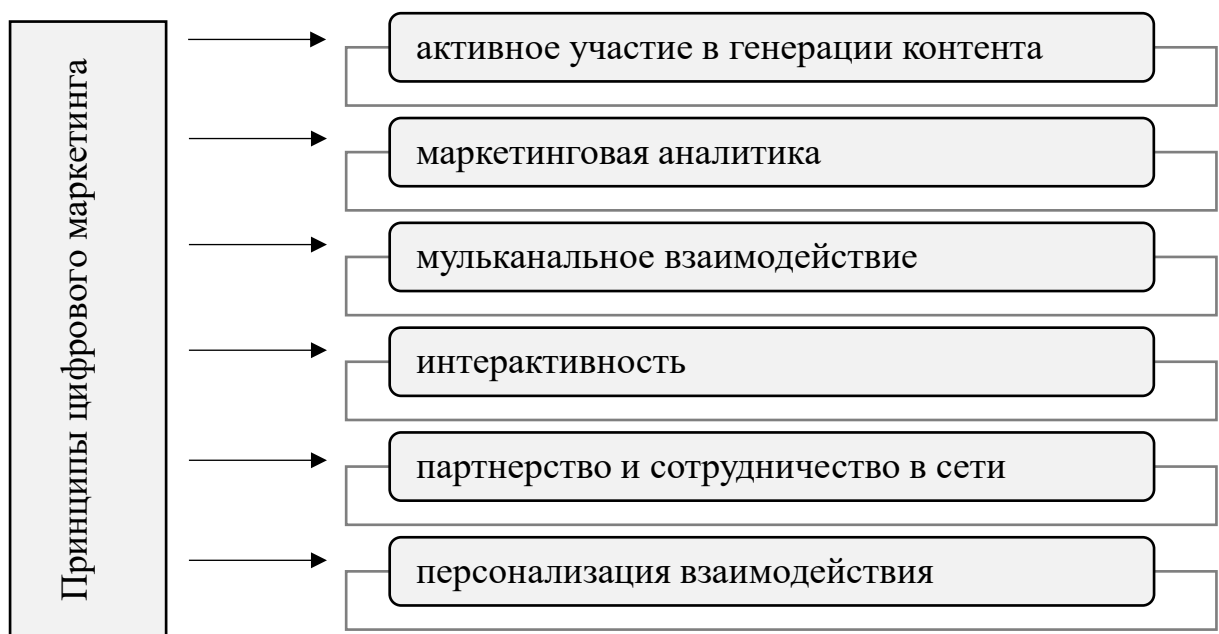 Принципы цифрового маркетинга
активное участие в генерации контента
маркетинговая аналитика
мульканальное взаимодействие
интерактивность
партнерство и сотрудничество в сети
персонализация взаимодействия